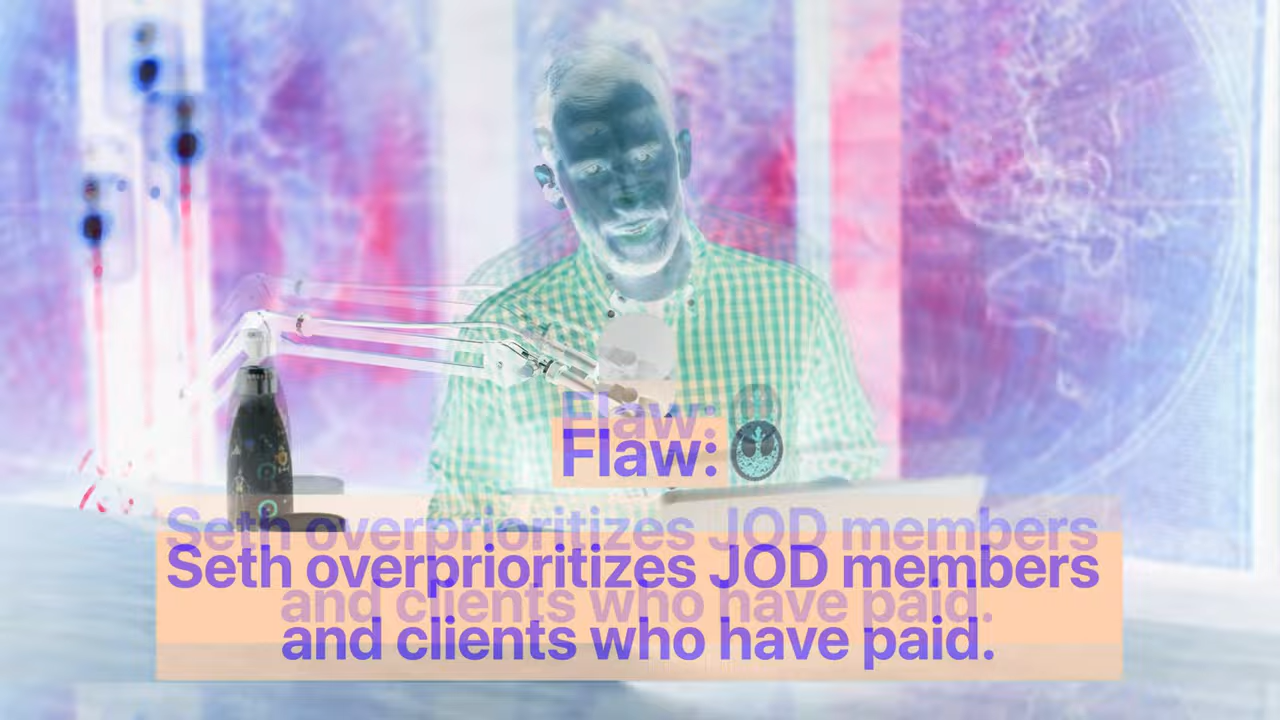 Flaw:
Seth overprioritizes JOD members
and clients who have paid.